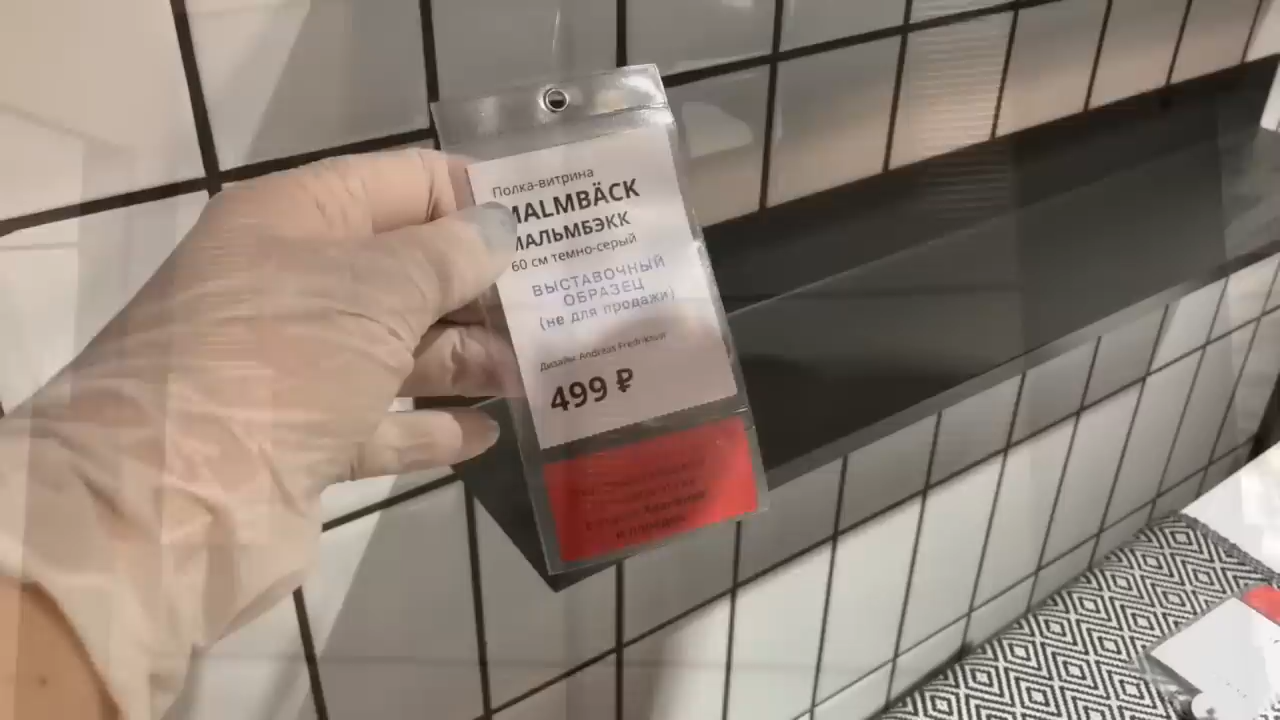 Полка-витрина
MALMBÄCK
МАЛЬМБЭКК
60 см темно-серый
ВЫСТАВОЧНЫЙ
ОБРАЗЕЦ
(не для продажи)
Дизайн: Andreas Fredriksson
499 ₽